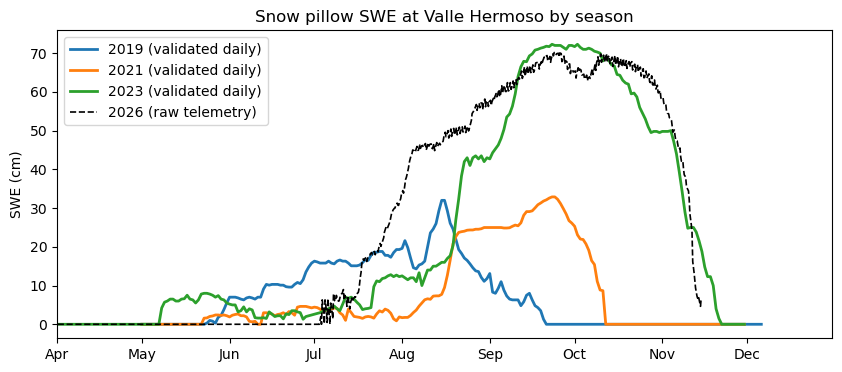 Snow pillow SWE at Valle Hermoso by season
SWE (cm)
70
60
50
40
30
20
10
0
2019 (validated daily)
2021 (validated daily)
2023 (validated daily)
2026 (raw telemetry)
Apr May Jun Jul Aug Sep Oct Nov Dec